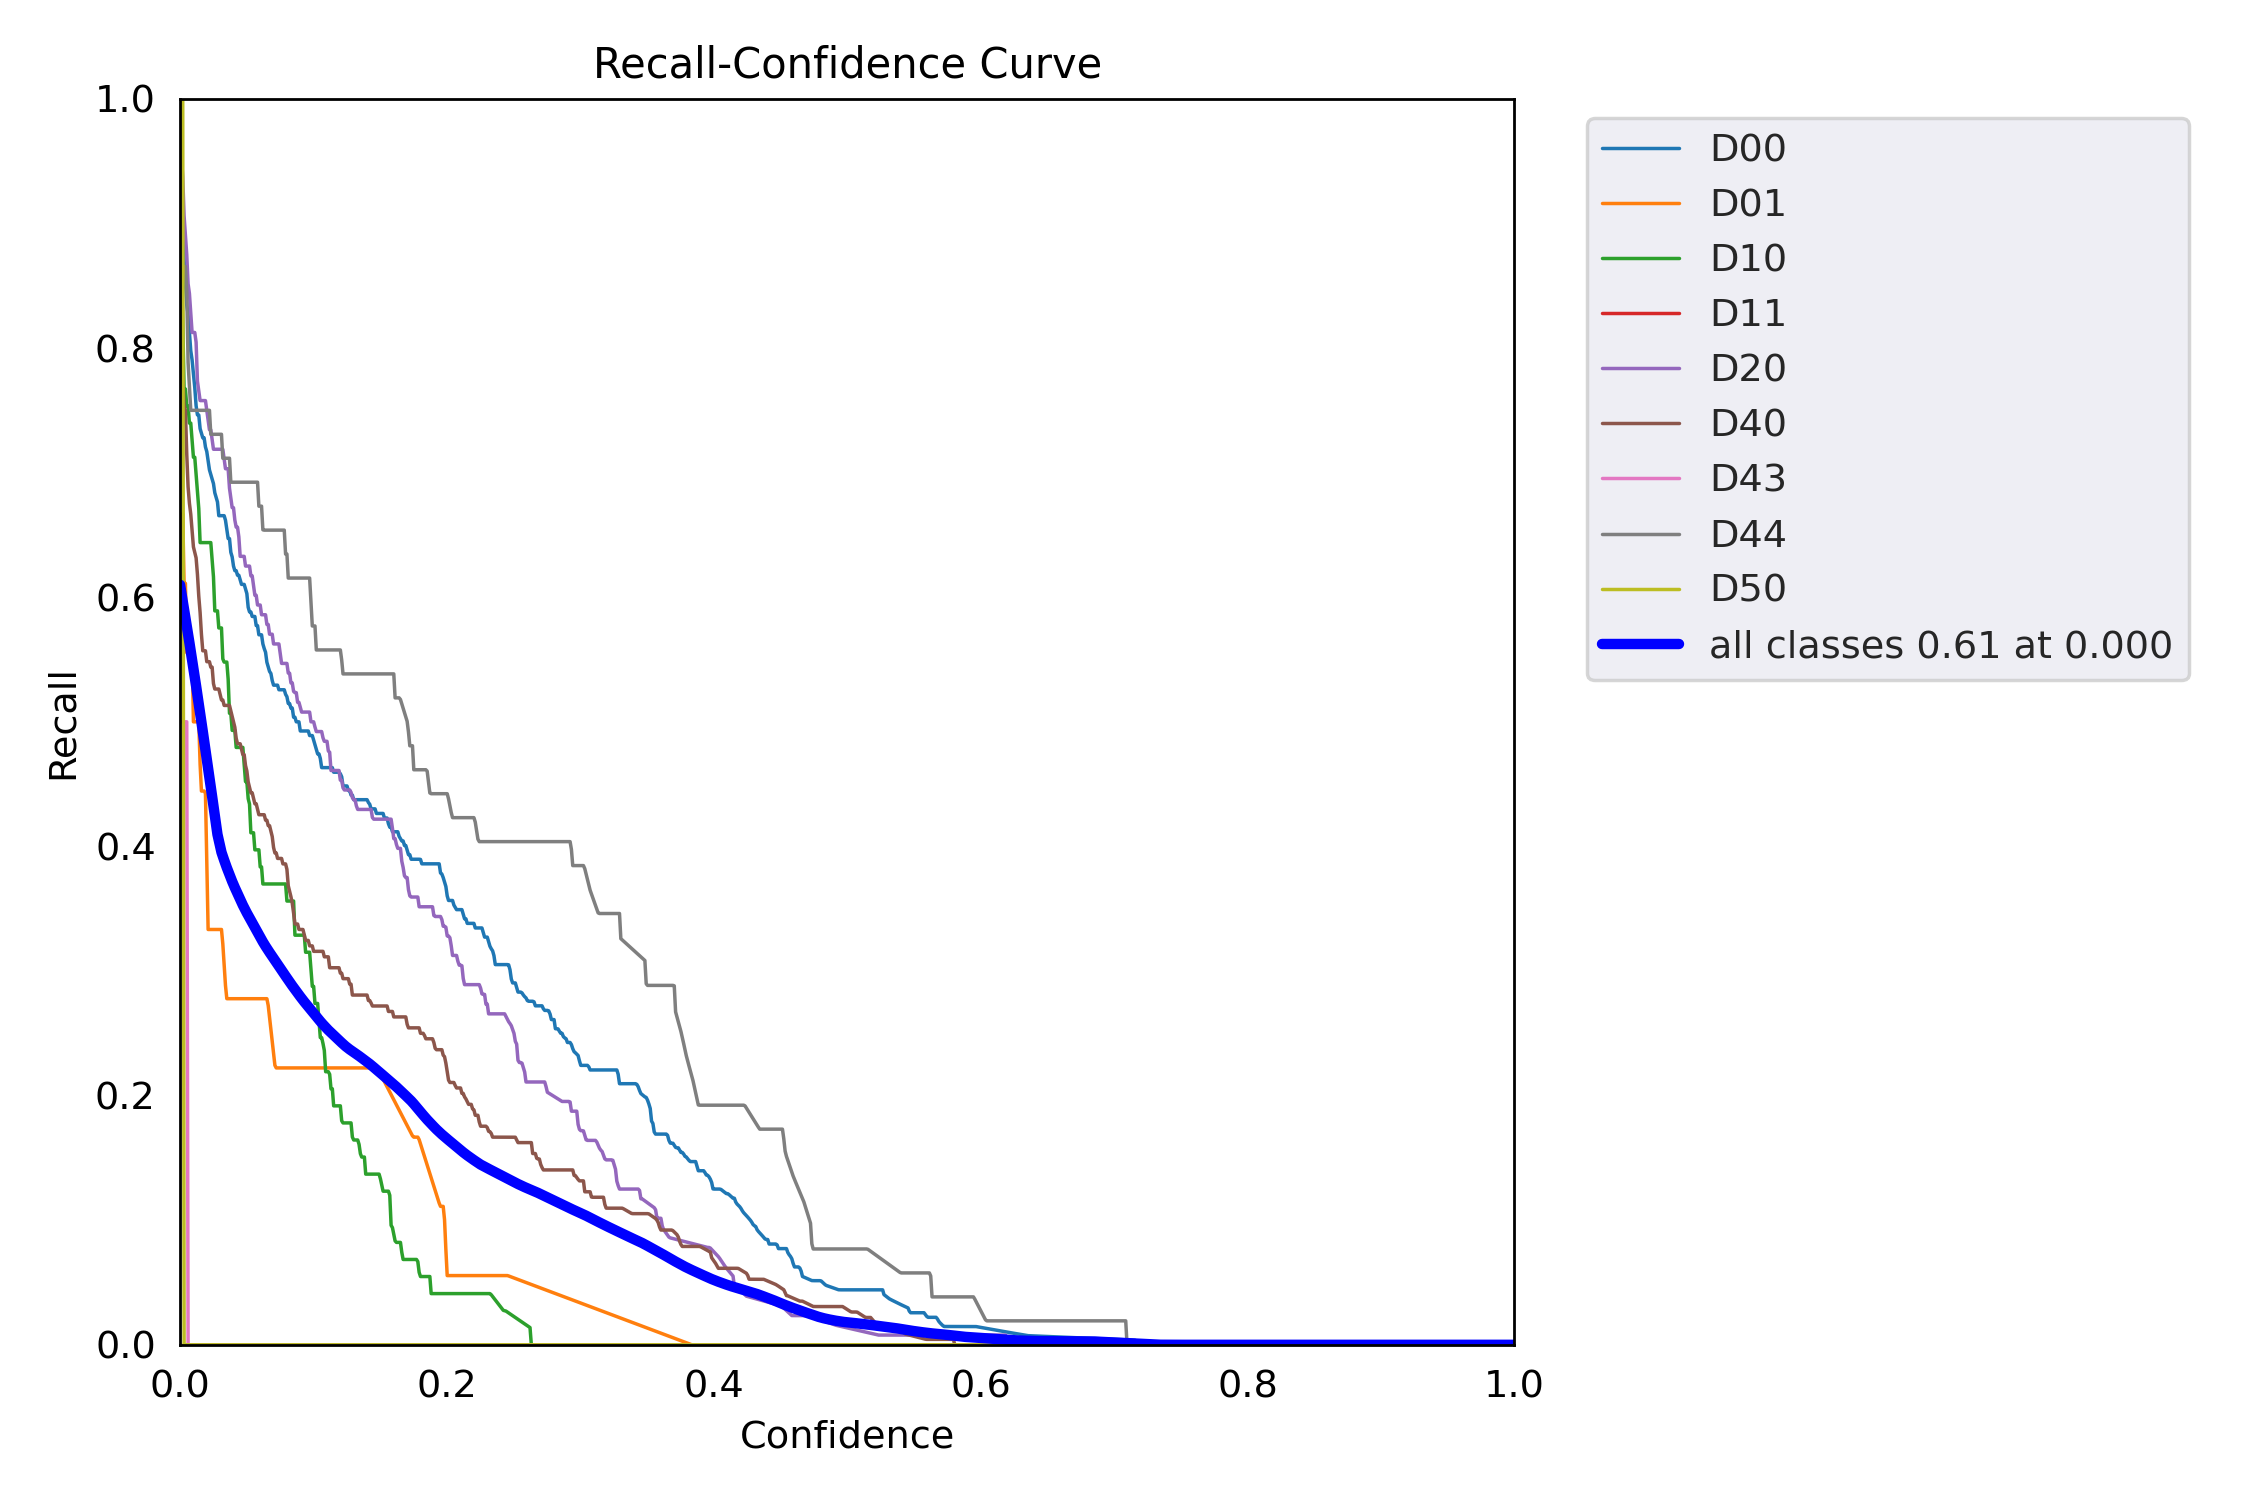 Recall-Confidence Curve
1.0
0.8
0.6
0.4
0.2
0.0
Recall
0.0 0.2 0.4 0.6 0.8 1.0
Confidence
D00
D01
D10
D11
D20
D40
D43
D44
D50
all classes 0.61 at 0.000